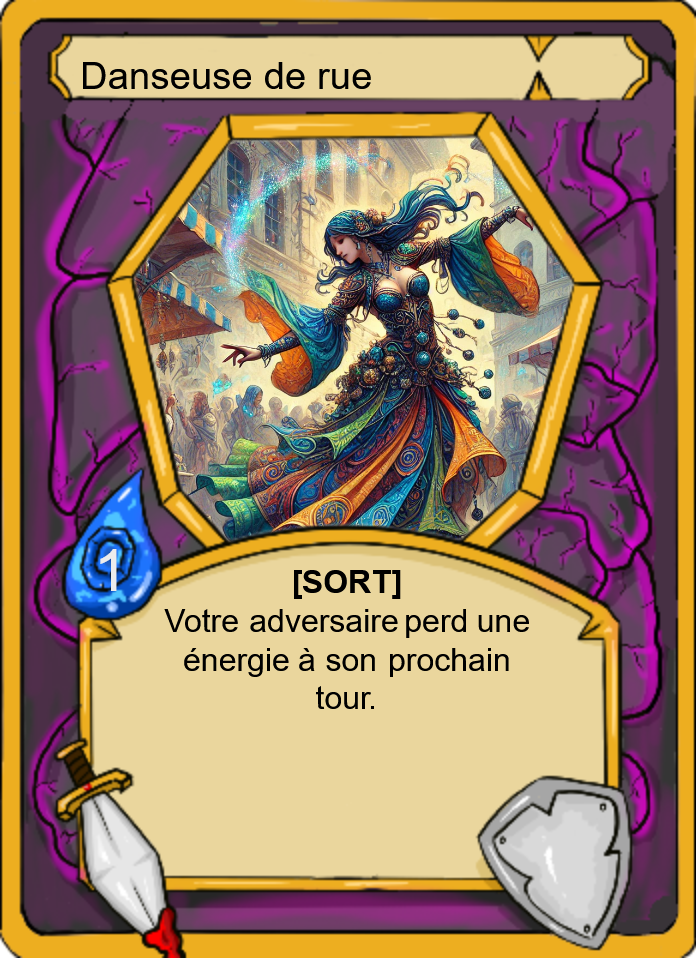 Danseuse de rue
1
[SORT]
Votre adversaire perd une
énergie à son prochain
tour.